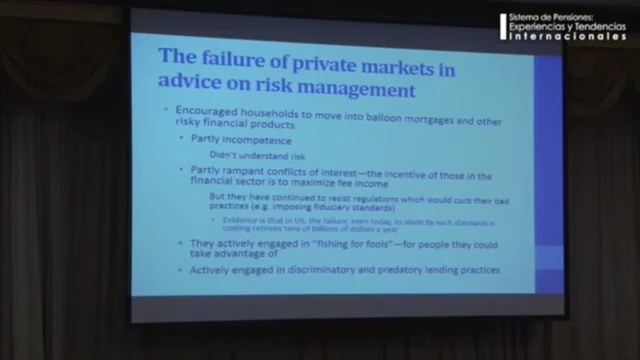 Sistema de Pensiones:
Experiencias y Tendencias
Internacionales
The failure of private markets in
advice on risk management
• Encouraged households to move into balloon mortgages and other
risky financial products
• Partly incompetence
Didn't understand risk
• Partly rampant conflicts of interest—the incentive of those in the
financial sector is to maximize fee income
But they have continued to resist regulations which would curb their bad
practices (e.g. imposing fiduciary standards)
• Evidence is that in US, the failure, even today, to abide by such standards is
costing retirees tens of billions of dollars a year
• They actively engaged in "fishing for fools"—for people they could
take advantage of
• Actively engaged in discriminatory and predatory lending practices